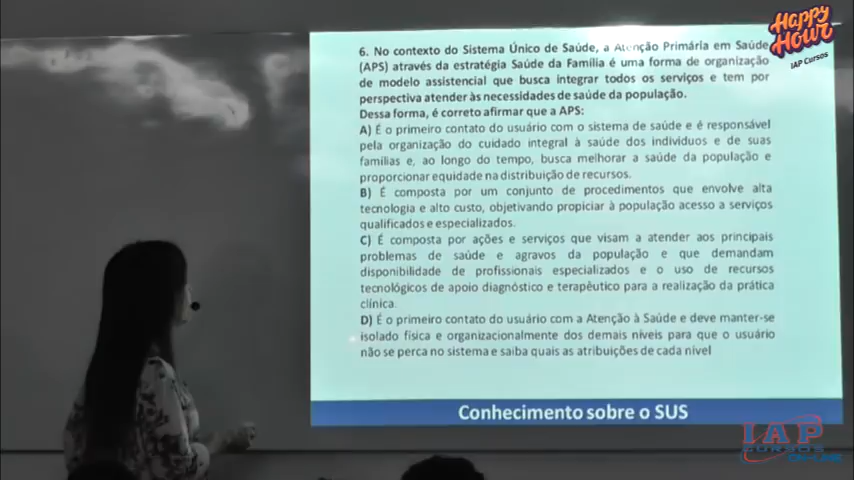 HAPPY
HOUR
IAP Cursos
6. No contexto do Sistema Único de Saúde, a Atenção Primária em Saúde
(APS) através da estratégia Saúde da Família é uma forma de organização
de modelo assistencial que busca integrar todos os serviços e tem por
perspectiva atender às necessidades de saúde da população.
Dessa forma, é correto afirmar que a APS:
A) É o primeiro contato do usuário com o sistema de saúde e é responsável
pela organização do cuidado integral à saúde dos indivíduos e de suas
famílias e, ao longo do tempo, busca melhorar a saúde da população e
proporcionar equidade na distribuição de recursos.
B) É composta por um conjunto de procedimentos que envolve alta
tecnologia e alto custo, objetivando propiciar à população acesso a serviços
qualificados e especializados.
C) É composta por ações e serviços que visam a atender aos principais
problemas de saúde e agravos da população e que demandam
disponibilidade de profissionais especializados e o uso de recursos
tecnológicos de apoio diagnóstico e terapêutico para a realização da prática
clínica.
D) É o primeiro contato do usuário com a Atenção à Saúde e deve manter-se
isolado física e organizacionalmente dos demais níveis para que o usuário
não se perca no sistema e saiba quais as atribuições de cada nível
Conhecimento sobre o SUS
IAP
CURSOS
ON-LINE